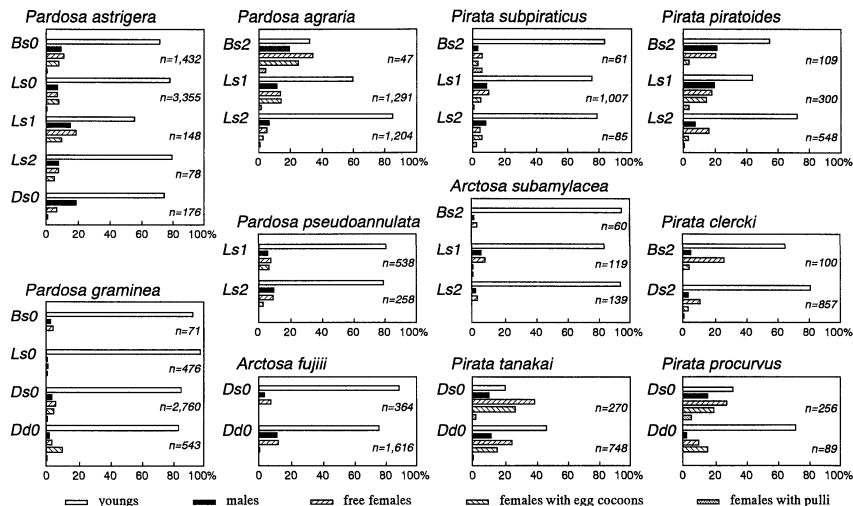 Pardosa astrigera
Bs0
n=1,432
Ls0
n=3,355
Ls1
n=148
Ls2
n=78
Ds0
n=176
0 20 40 60 80 100%
Pardosa agraria
Bs2
n=47
Ls1
n=1,291
Ls2
n=1,204
0 20 40 60 80 100%
Pirata subpiraticus
Bs2
n=61
Ls1
n=1,007
Ls2
n=85
0 20 40 60 80 100%
Pirata piratoides
Bs2
n=109
Ls1
n=300
Ls2
n=548
0 20 40 60 80 100%
Pardosa pseudoannulata
Ls1
n=538
Ls2
n=258
0 20 40 60 80 100%
Arctosa subamylacea
Bs2
n=60
Ls1
n=119
Ls2
n=139
0 20 40 60 80 100%
Pirata clercki
Bs2
n=100
Ds2
n=857
0 20 40 60 80 100%
Pardosa graminea
Bs0
n=71
Ls0
n=476
Ds0
n=2,760
Dd0
n=543
0 20 40 60 80 100%
Arctosa fujiii
Ds0
n=364
Dd0
n=1,616
0 20 40 60 80 100%
Pirata tanakai
Ds0
n=270
Dd0
n=748
0 20 40 60 80 100%
Pirata procurvus
Ds0
n=256
Dd0
n=89
0 20 40 60 80 100%
youngs males free females females with egg cocoons females with pulli